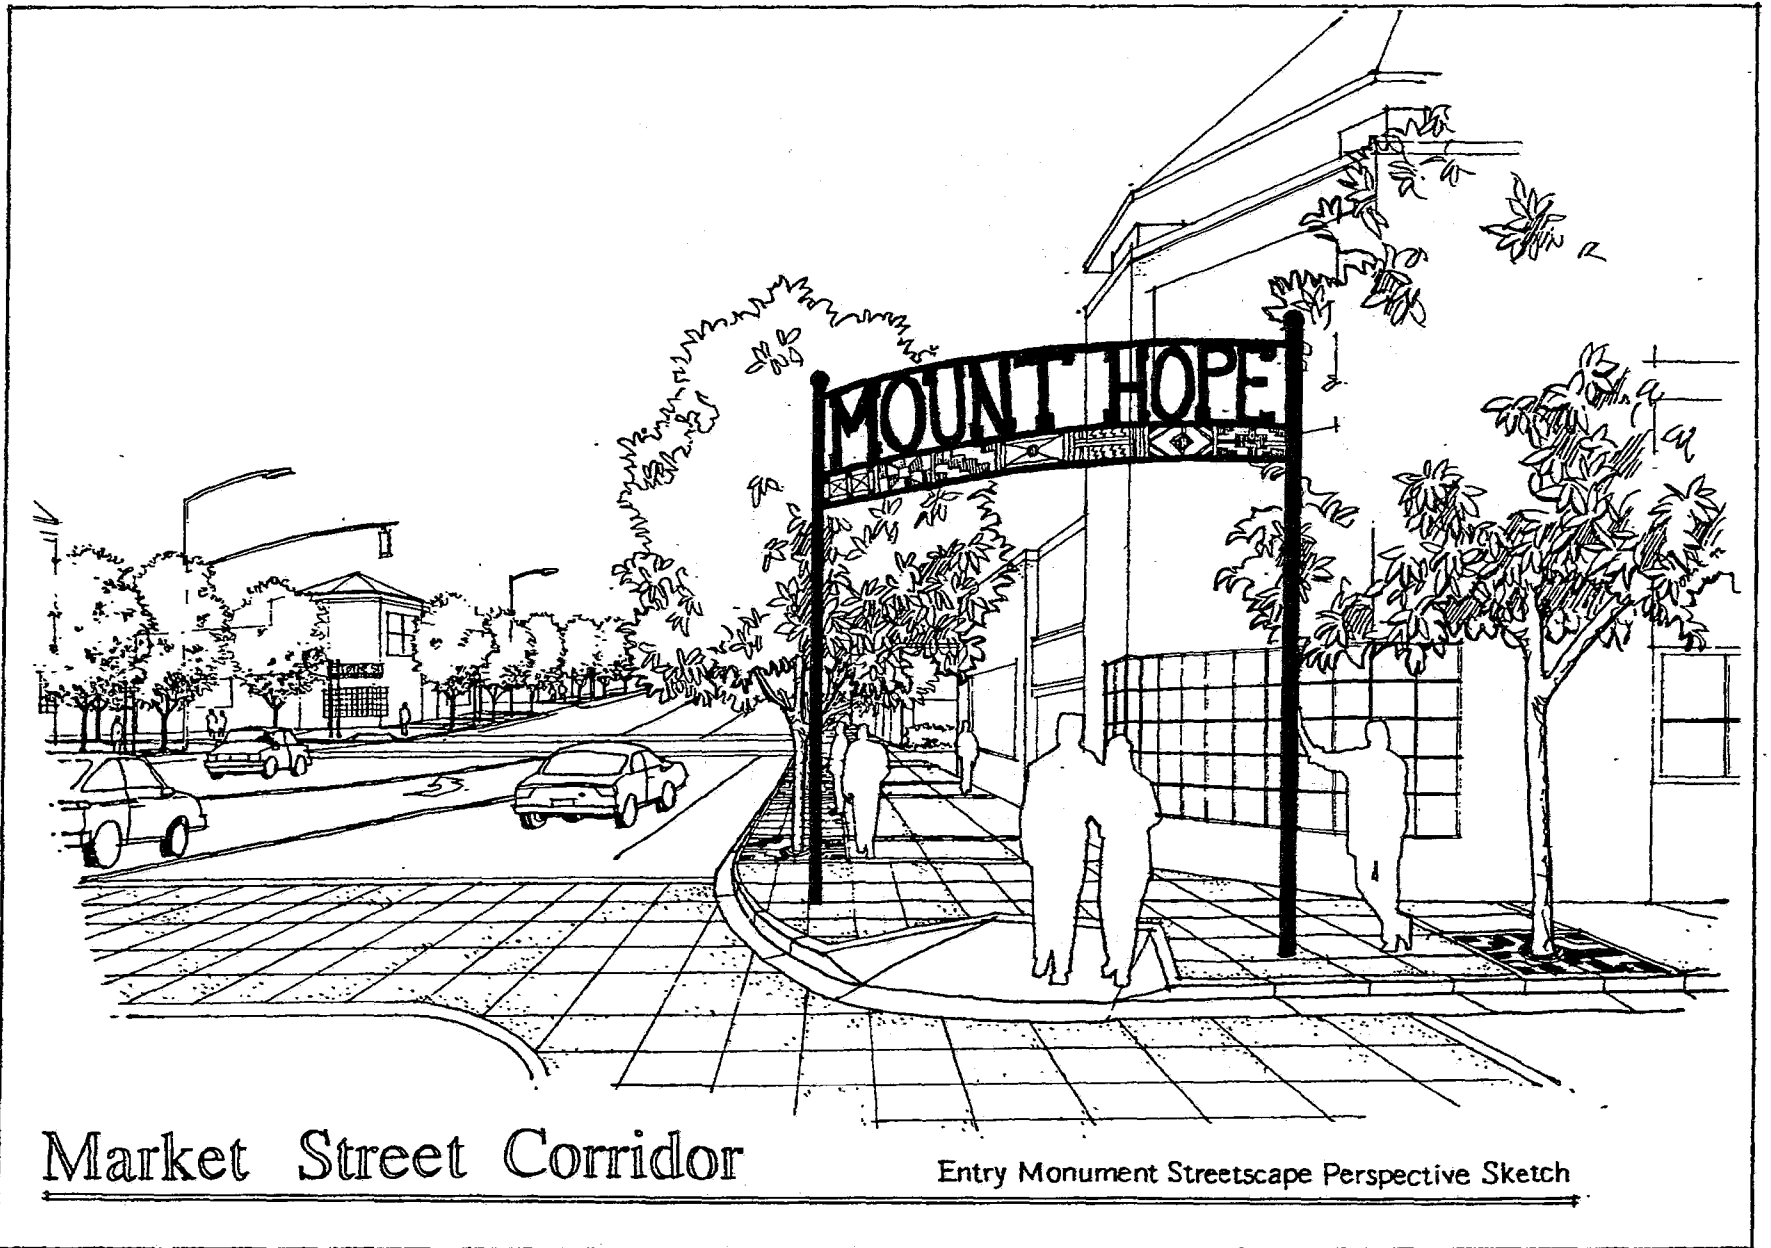 MOUNT HOPE
Market Street Corridor
Entry Monument Streetscape Perspective Sketch